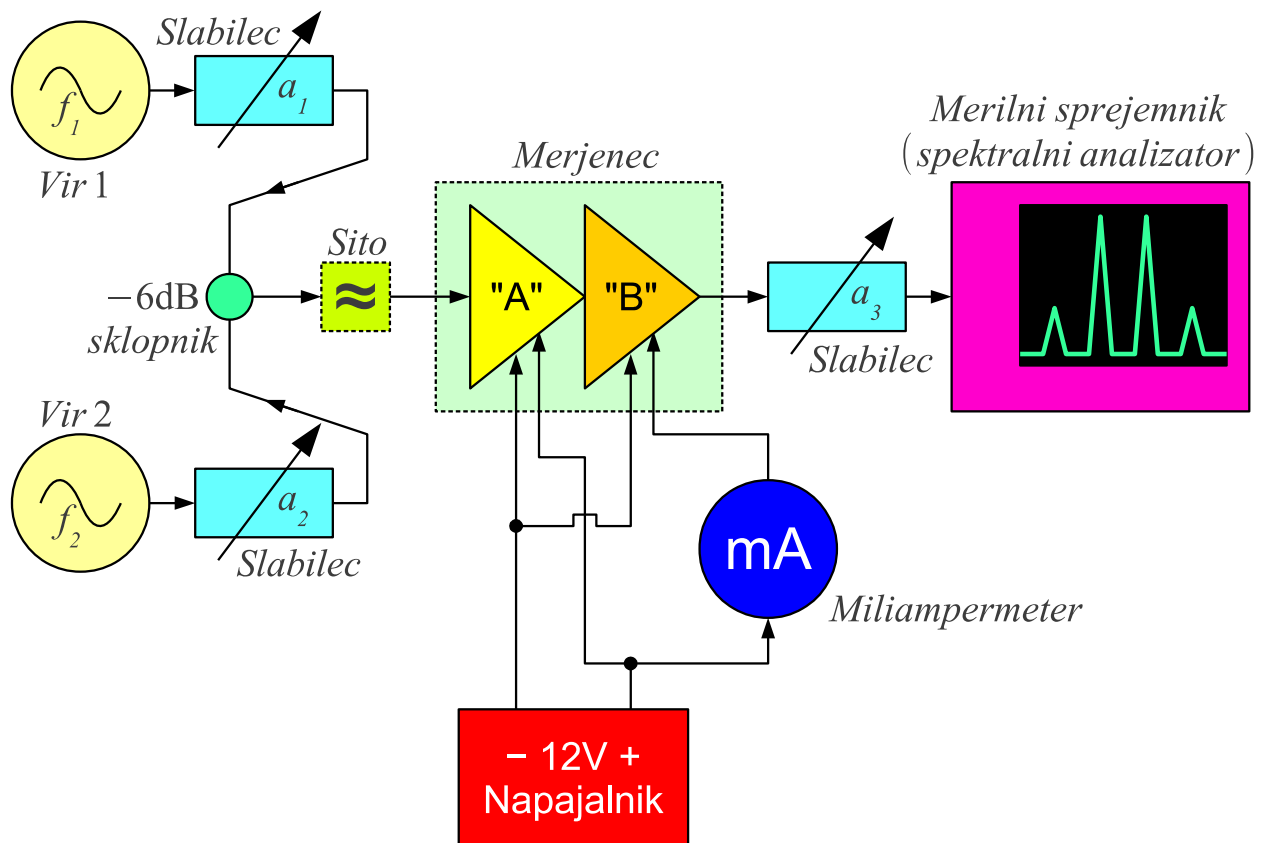 Slabilec
f₁
a₁
Vir 1
Merilni sprejemnik
(spektralni analizator)
Merjenec
Sito
−6dB
sklopnik
≈
"A"
"B"
a₃
Slabilec
Vir 2
f₂
a₂
Slabilec
mA
Miliampermeter
− 12V +
Napajalnik